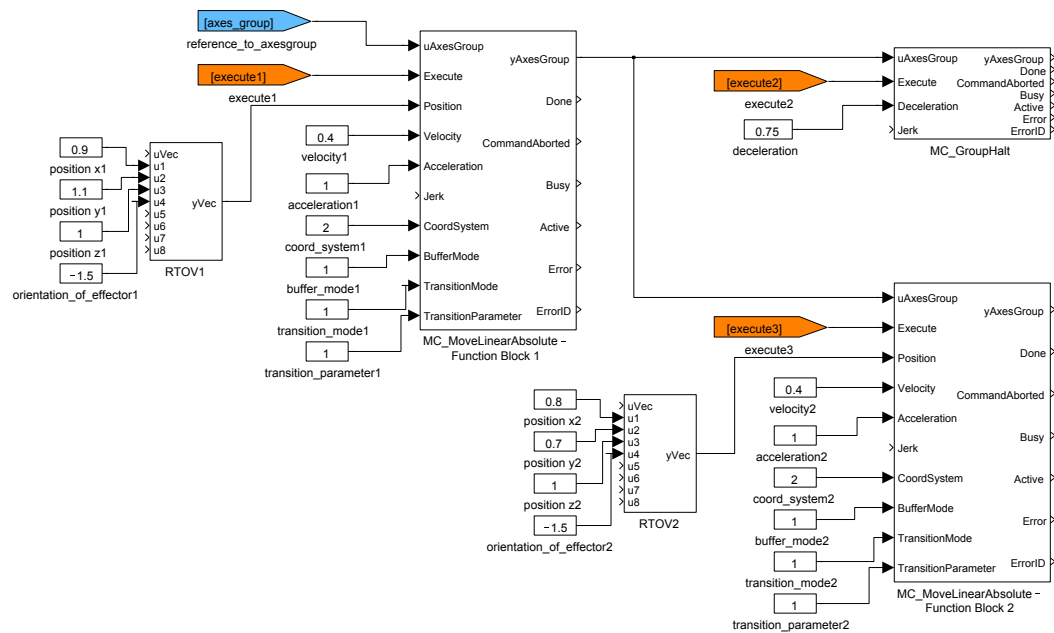 [axes_group]
reference_to_axesgroup
[execute1]
execute1
0.9
position x1
1.1
position y1
1
position z1
−1.5
orientation_of_effector1
uVec
u1
u2
u3
u4
u5
u6
u7
u8
yVec
RTOV1
0.4
velocity1
1
acceleration1
2
coord_system1
1
buffer_mode1
1
transition_mode1
1
transition_parameter1
uAxesGroup
Execute
Position
Velocity
Acceleration
Jerk
CoordSystem
BufferMode
TransitionMode
TransitionParameter
yAxesGroup
Done
CommandAborted
Busy
Active
Error
ErrorID
MC_MoveLinearAbsolute −
Function Block 1
[execute2]
execute2
0.75
deceleration
uAxesGroup
Execute
Deceleration
Jerk
yAxesGroup
Done
CommandAborted
Busy
Active
Error
ErrorID
MC_GroupHalt
[execute3]
execute3
0.8
position x2
0.7
position y2
1
position z2
−1.5
orientation_of_effector2
uVec
u1
u2
u3
u4
u5
u6
u7
u8
yVec
RTOV2
0.4
velocity2
1
acceleration2
2
coord_system2
1
buffer_mode2
1
transition_mode2
1
transition_parameter2
uAxesGroup
Execute
Position
Velocity
Acceleration
Jerk
CoordSystem
BufferMode
TransitionMode
TransitionParameter
yAxesGroup
Done
CommandAborted
Busy
Active
Error
ErrorID
MC_MoveLinearAbsolute −
Function Block 2